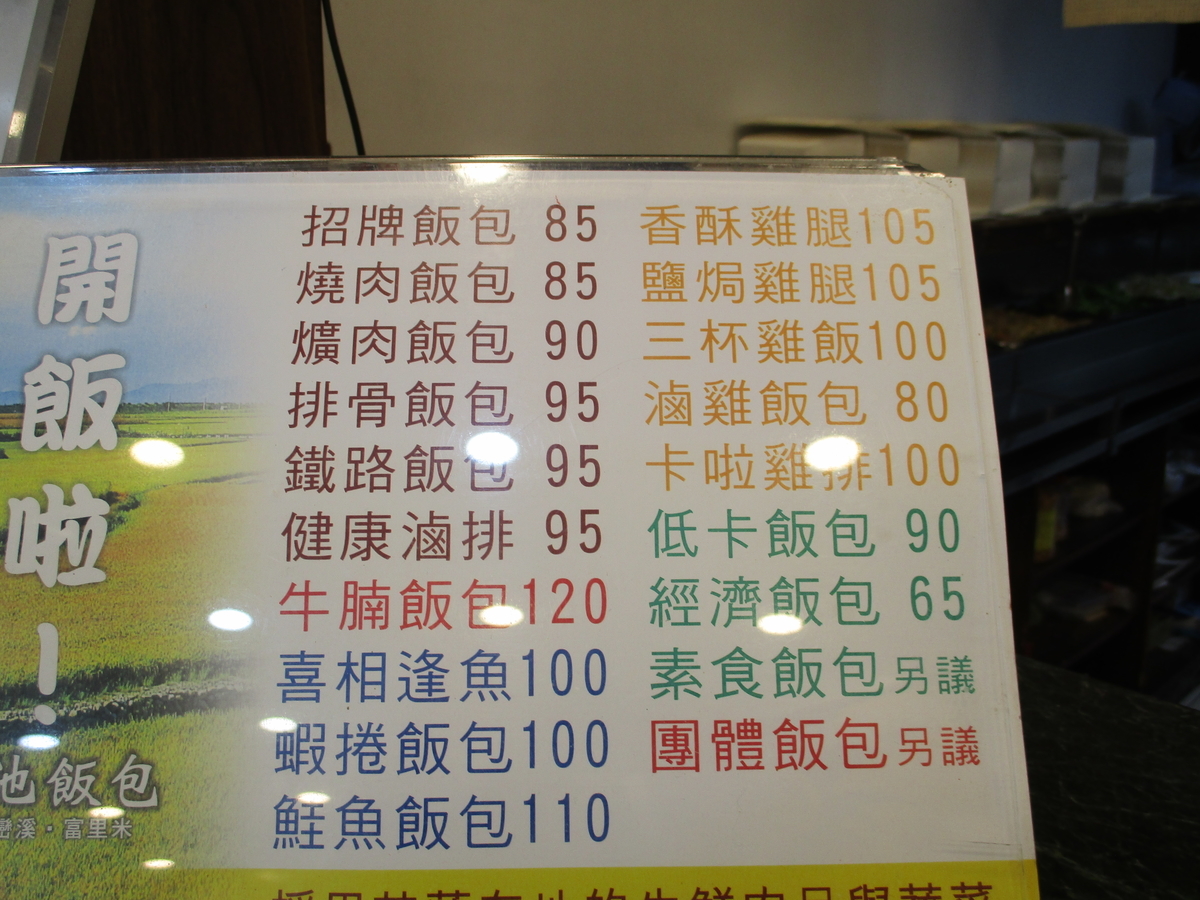 開飯啦！
池飯包
巒溪・富里米
招牌飯包 85
燒肉飯包 85
爌肉飯包 90
排骨飯包 95
鐵路飯包 95
健康滷排 95
牛腩飯包120
喜相逢魚100
蝦捲飯包100
鮭魚飯包110
香酥雞腿105
鹽焗雞腿105
三杯雞飯100
滷雞飯包 80
卡啦雞排100
低卡飯包 90
經濟飯包 65
素食飯包另議
團體飯包另議